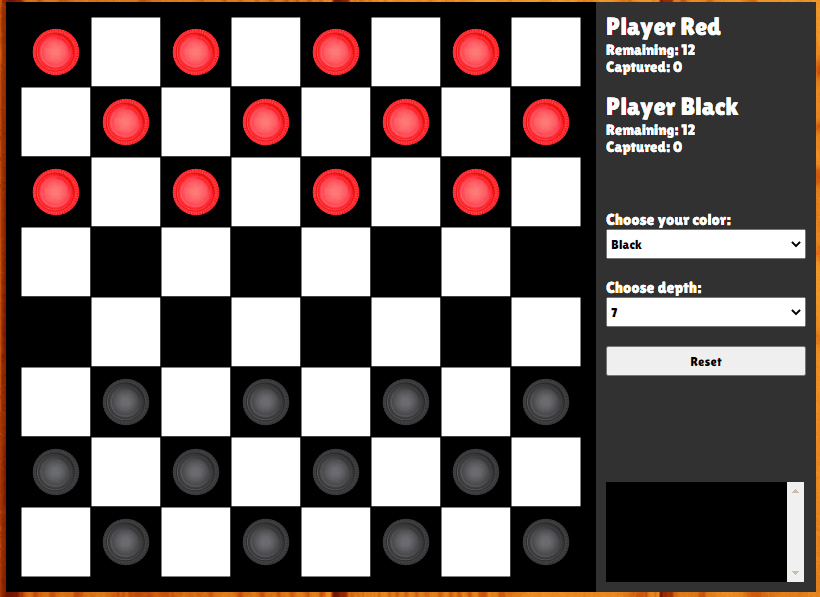 Player Red
Remaining: 12
Captured: 0
Player Black
Remaining: 12
Captured: 0
Choose your color:
Black
Choose depth:
7
Reset